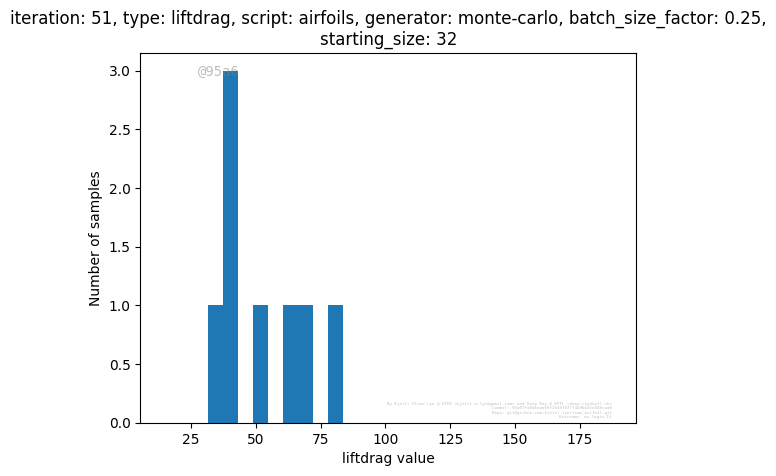 iteration: 51, type: liftdrag, script: airfoils, generator: monte-carlo, batch_size_factor: 0.25,
starting_size: 32
@95a6
3.0
2.5
2.0
1.5
1.0
0.5
0.0
Number of samples
25 50 75 100 125 150 175
liftdrag value